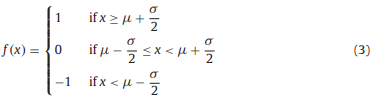 f(x) = { 1 if x ≥ μ + σ/2
0 if μ − σ/2 ≤ x < μ + σ/2 (3)
−1 if x < μ − σ/2